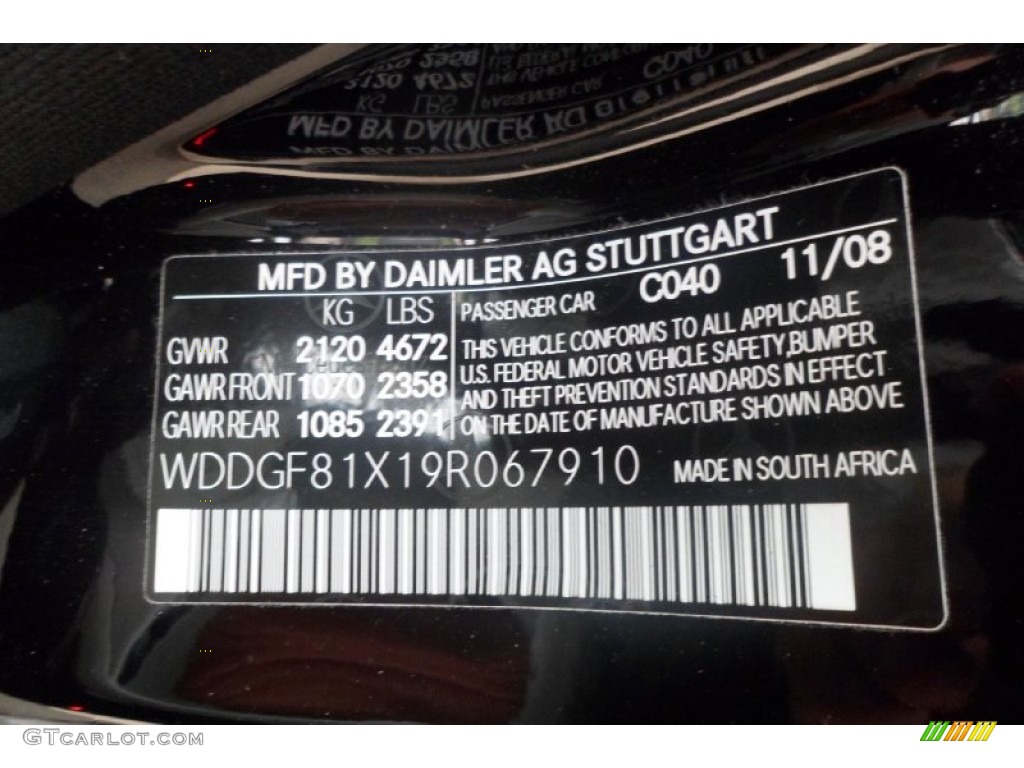 MFD BY DAIMLER AG STUTTGART
KG LBS PASSENGER CAR C040 11/08
GVWR 2120 4672
GAWR FRONT 1070 2358
GAWR REAR 1085 2391
THIS VEHICLE CONFORMS TO ALL APPLICABLE
U.S. FEDERAL MOTOR VEHICLE SAFETY,BUMPER
AND THEFT PREVENTION STANDARDS IN EFFECT
ON THE DATE OF MANUFACTURE SHOWN ABOVE
WDDGF81X19R067910 MADE IN SOUTH AFRICA
GTCarLot.com